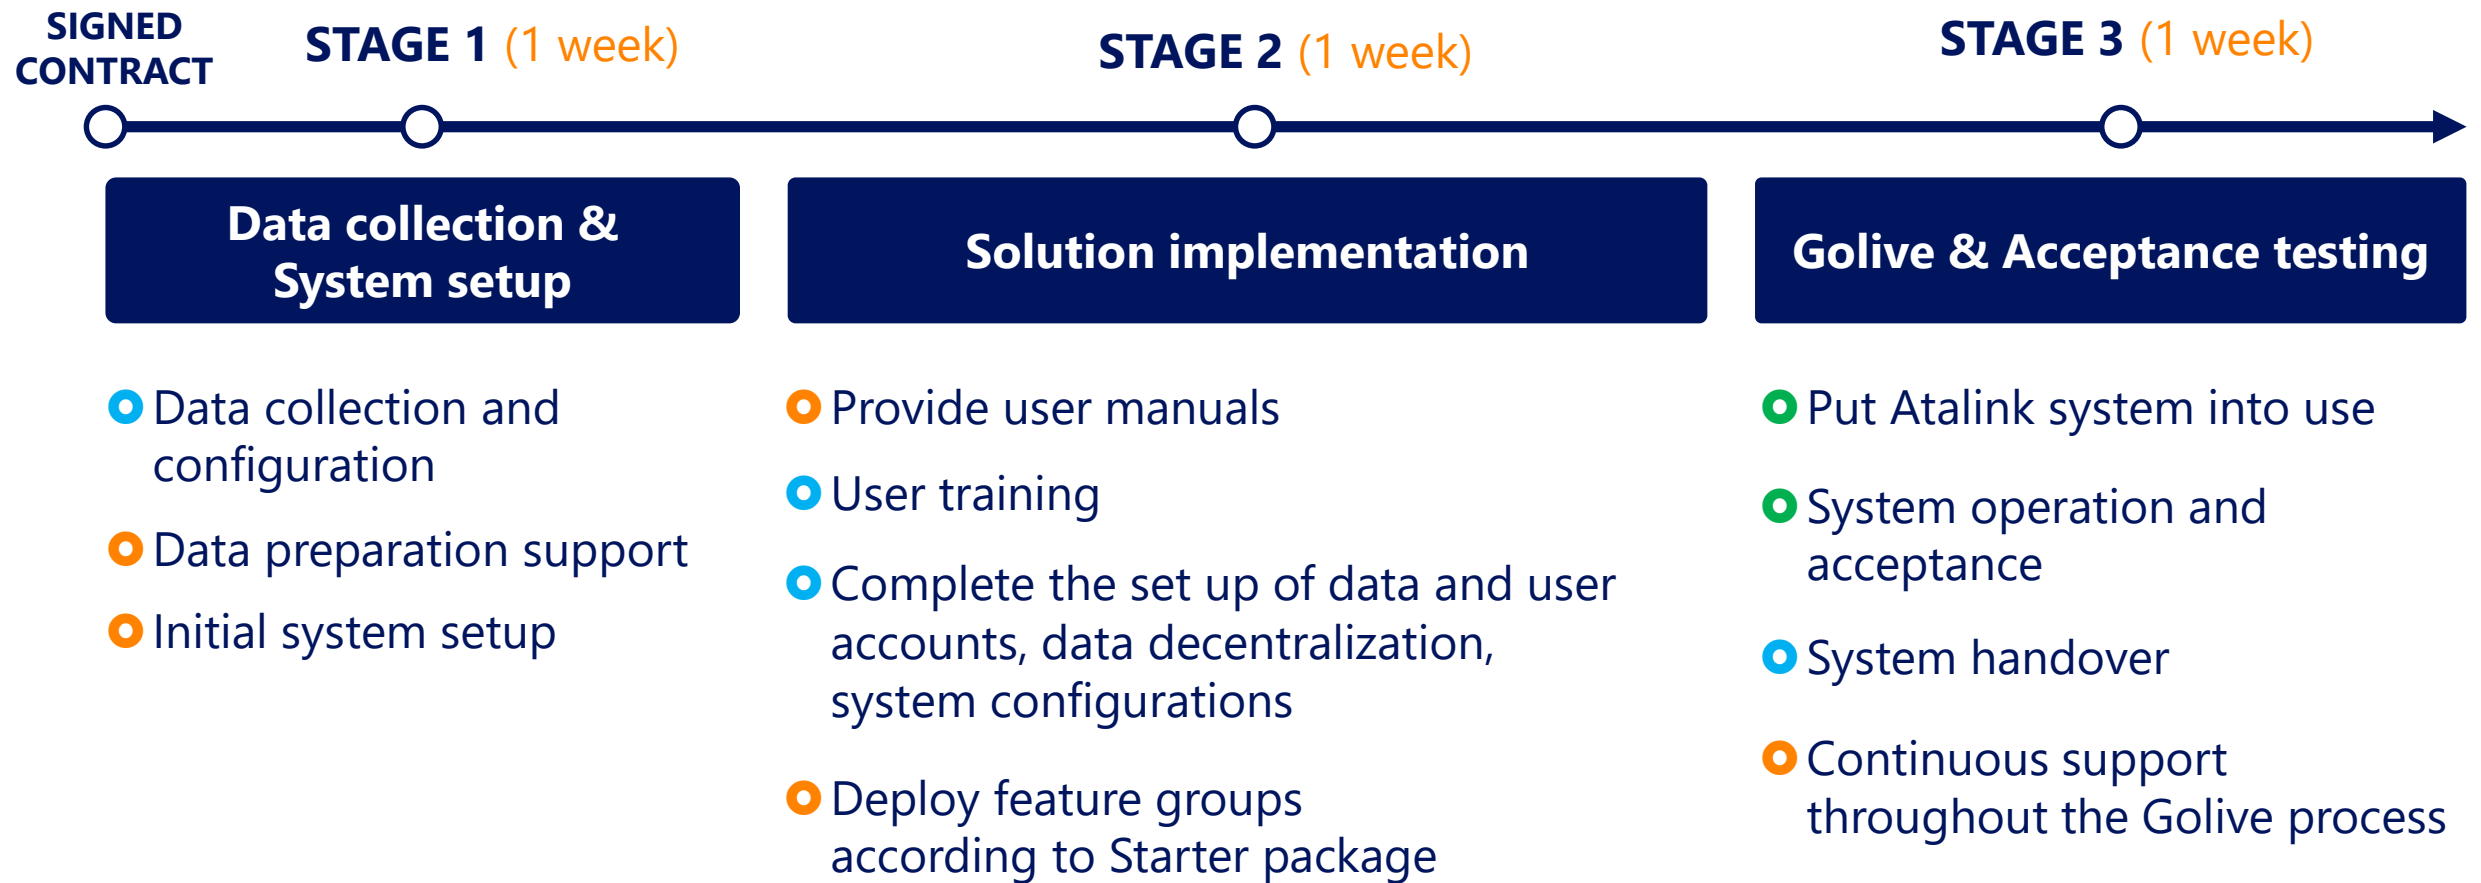 SIGNED
CONTRACT
STAGE 1 (1 week)
STAGE 2 (1 week)
STAGE 3 (1 week)
Data collection &
System setup
Solution implementation
Golive & Acceptance testing
Data collection and
configuration
Data preparation support
Initial system setup
Provide user manuals
User training
Complete the set up of data and user
accounts, data decentralization,
system configurations
Deploy feature groups
according to Starter package
Put Atalink system into use
System operation and
acceptance
System handover
Continuous support
throughout the Golive process